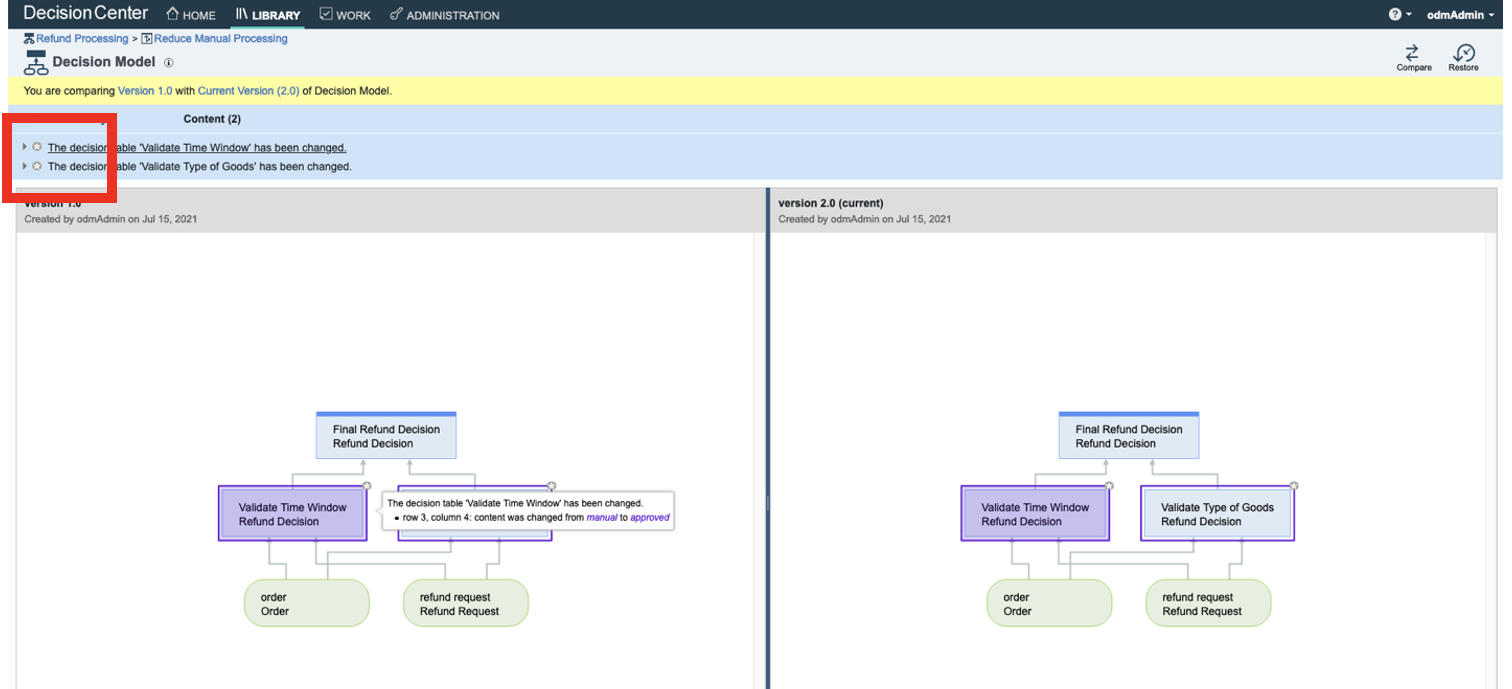 Decision Center HOME LIBRARY WORK ADMINISTRATION ? odmAdmin
Refund Processing > Reduce Manual Processing
Decision Model
Compare Restore
You are comparing Version 1.0 with Current Version (2.0) of Decision Model.
Content (2)
The decision table 'Validate Time Window' has been changed.
The decision table 'Validate Type of Goods' has been changed.
version 1.0
Created by odmAdmin on Jul 15, 2021
version 2.0 (current)
Created by odmAdmin on Jul 15, 2021
Final Refund Decision
Refund Decision
Validate Time Window
Refund Decision
The decision table 'Validate Time Window' has been changed.
• row 3, column 4: content was changed from manual to approved
order
Order
refund request
Refund Request
Final Refund Decision
Refund Decision
Validate Time Window
Refund Decision
Validate Type of Goods
Refund Decision
order
Order
refund request
Refund Request